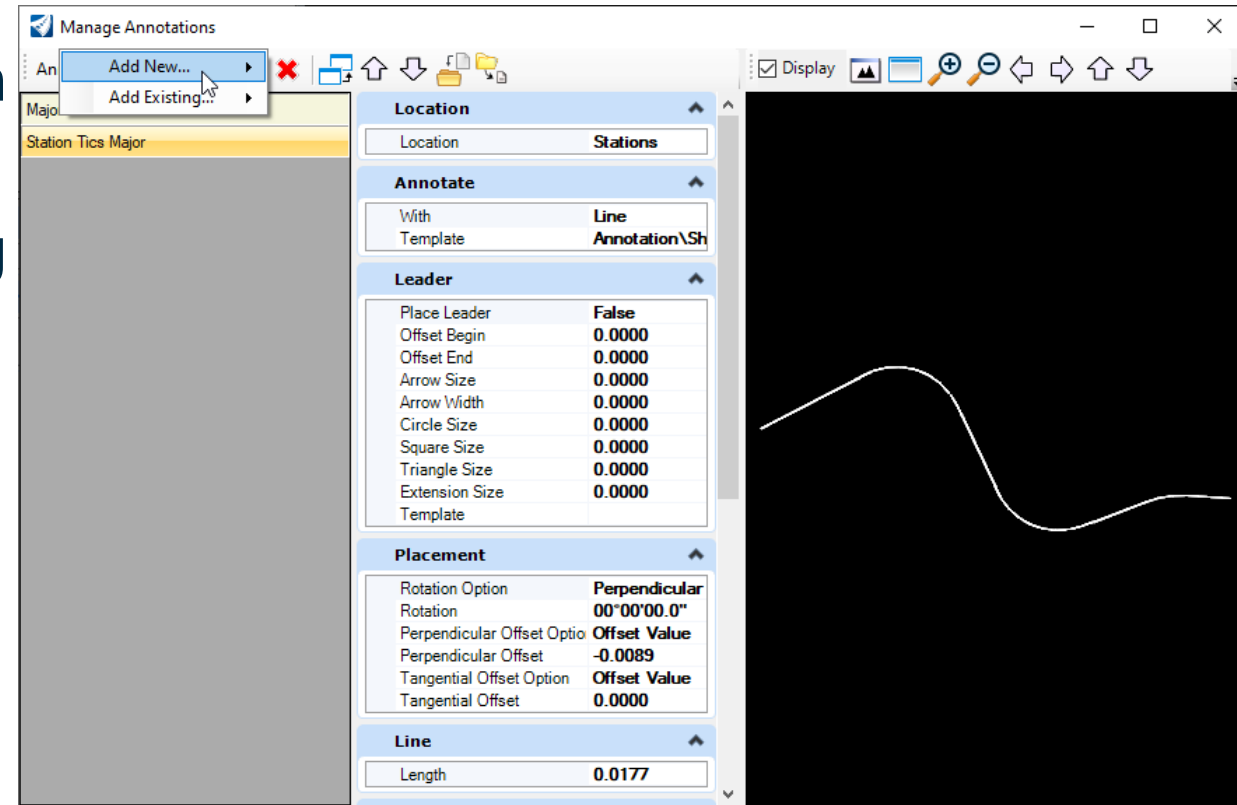 Manage Annotations
Add New...
Add Existing...
Display
Station Tics Major
Location
Location Stations
Annotate
With Line
Template Annotation\Sh
Leader
Place Leader False
Offset Begin 0.0000
Offset End 0.0000
Arrow Size 0.0000
Arrow Width 0.0000
Circle Size 0.0000
Square Size 0.0000
Triangle Size 0.0000
Extension Size 0.0000
Template
Placement
Rotation Option Perpendicular
Rotation 00°00'00.0"
Perpendicular Offset Optio Offset Value
Perpendicular Offset -0.0089
Tangential Offset Option Offset Value
Tangential Offset 0.0000
Line
Length 0.0177